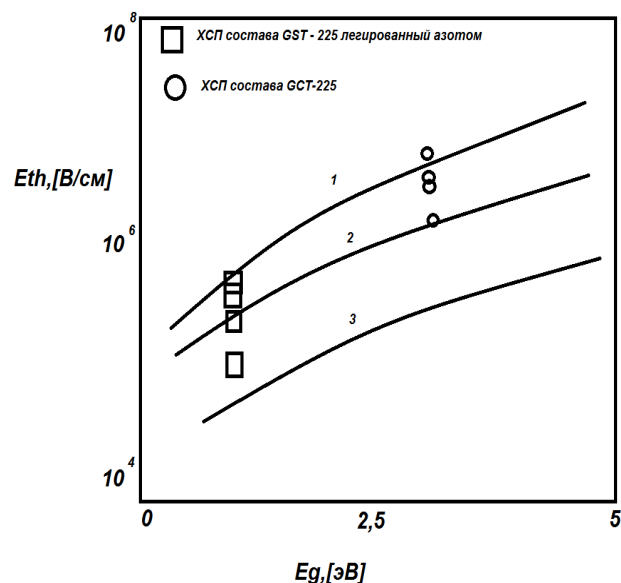 10^8
ХСП состава GST - 225 легированный азотом
ХСП состава GCT-225
Eth,[В/см]
1
10^6
2
3
10^4
0
2,5
5
Eg,[эВ]